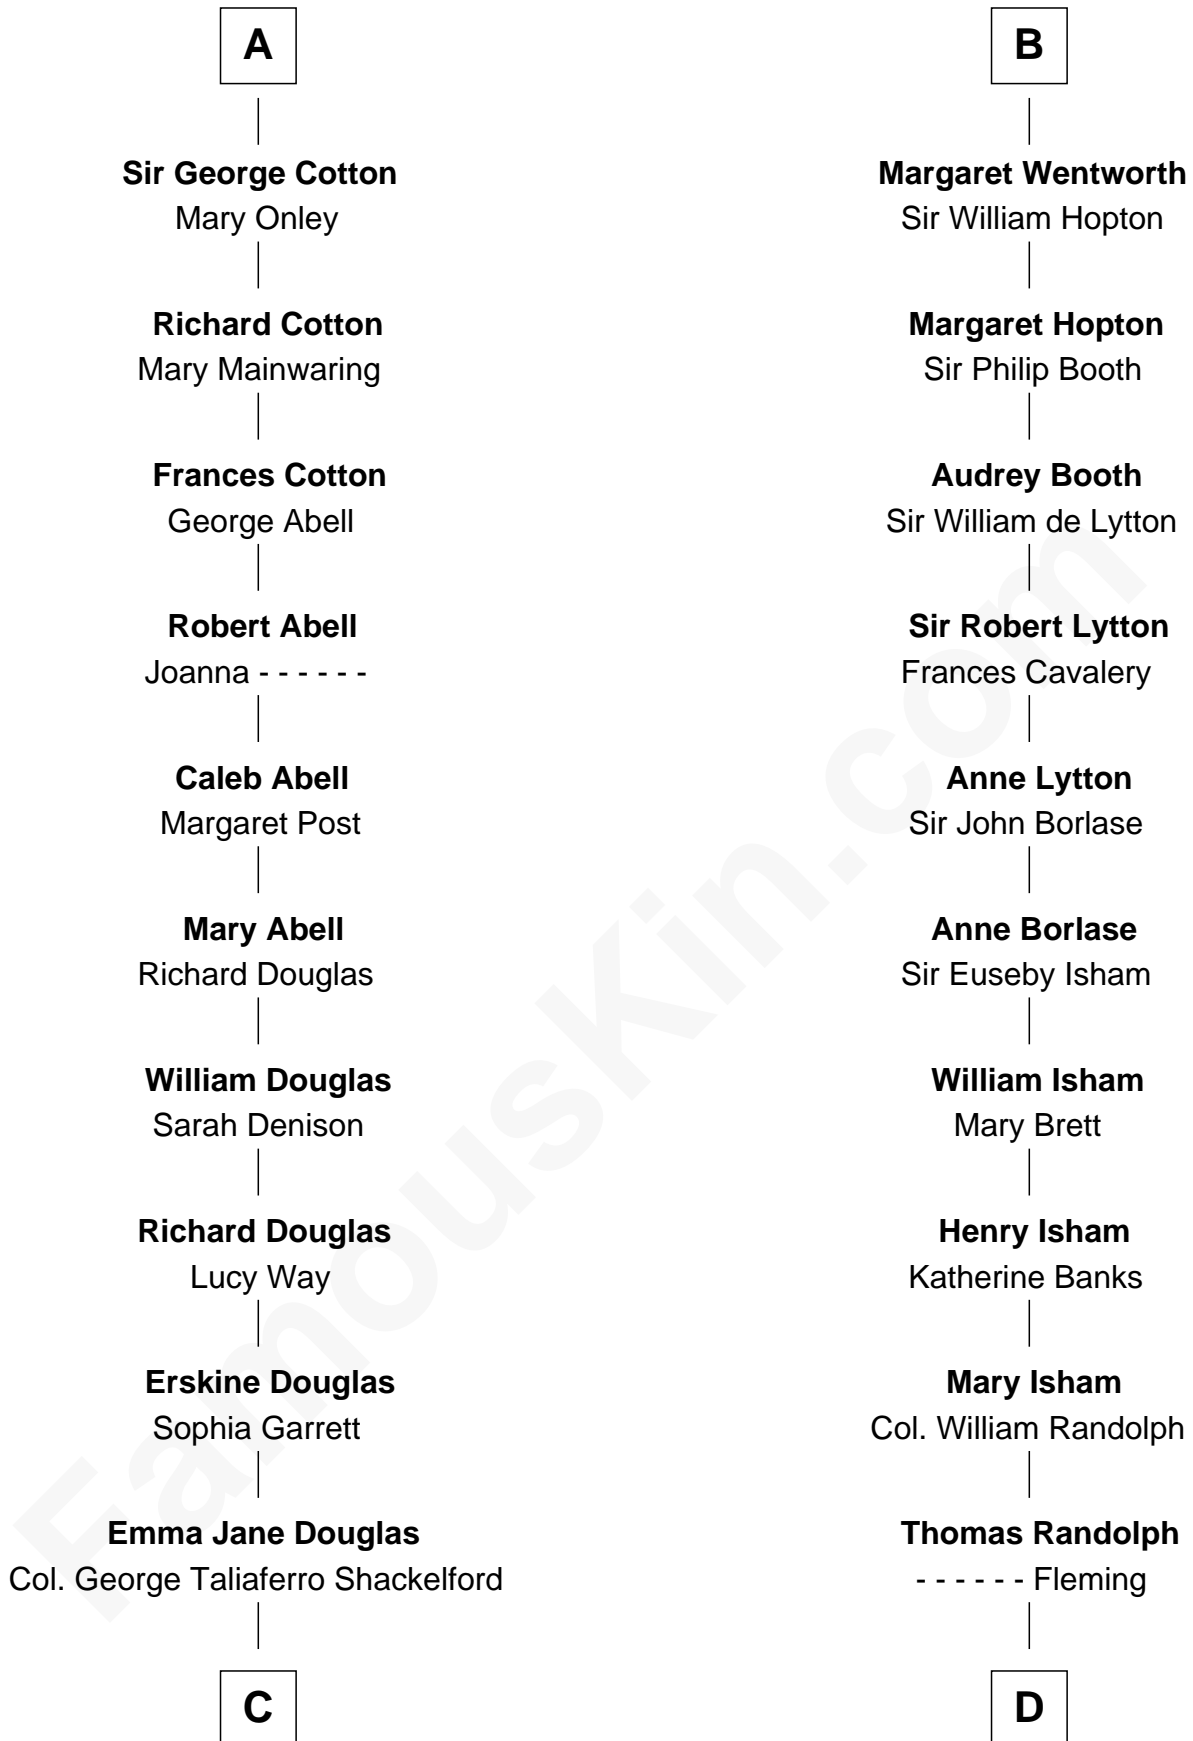 A
Sir George Cotton
Mary Onley
Richard Cotton
Mary Mainwaring
Frances Cotton
George Abell
Robert Abell
Joanna - - - - - -
Caleb Abell
Margaret Post
Mary Abell
Richard Douglas
William Douglas
Sarah Denison
Richard Douglas
Lucy Way
Erskine Douglas
Sophia Garrett
Emma Jane Douglas
Col. George Taliaferro Shackelford
C
B
Margaret Wentworth
Sir William Hopton
Margaret Hopton
Sir Philip Booth
Audrey Booth
Sir William de Lytton
Sir Robert Lytton
Frances Cavalery
Anne Lytton
Sir John Borlase
Anne Borlase
Sir Euseby Isham
William Isham
Mary Brett
Henry Isham
Katherine Banks
Mary Isham
Col. William Randolph
Thomas Randolph
- - - - - - Fleming
D
FamousKin.com